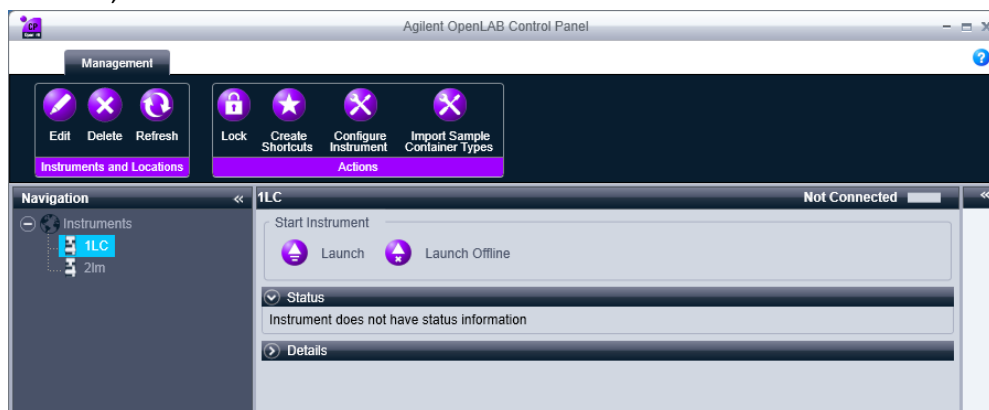 CP
Agilent OpenLAB Control Panel
Management
?
Edit Delete Refresh
Lock Create Shortcuts Configure Instrument Import Sample Container Types
Instruments and Locations
Actions
Navigation «
1LC Not Connected «
Instruments
1LC
2lm
Start Instrument
Launch Launch Offline
Status
Instrument does not have status information
Details